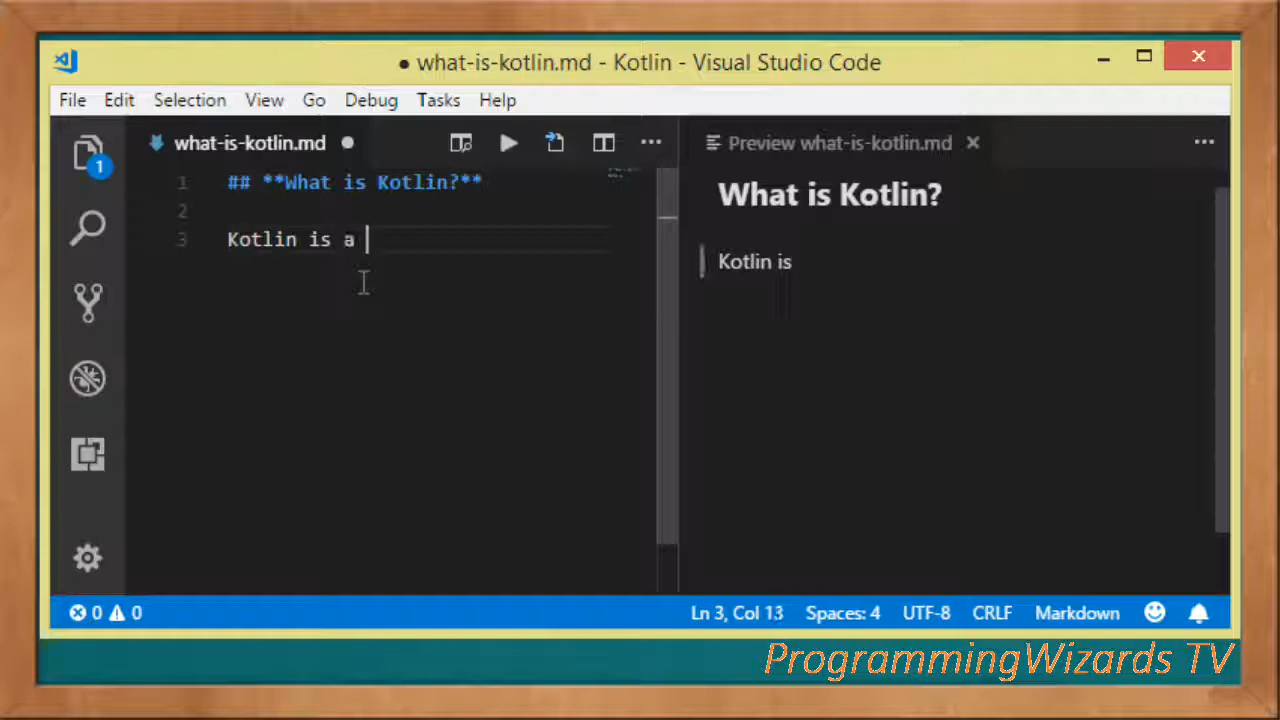 ● what-is-kotlin.md - Kotlin - Visual Studio Code
File Edit Selection View Go Debug Tasks Help
1
what-is-kotlin.md
Preview what-is-kotlin.md
1 ## **What is Kotlin?**
2
3 Kotlin is a
What is Kotlin?
Kotlin is
0 0
Ln 3, Col 13 Spaces: 4 UTF-8 CRLF Markdown
ProgrammingWizards TV